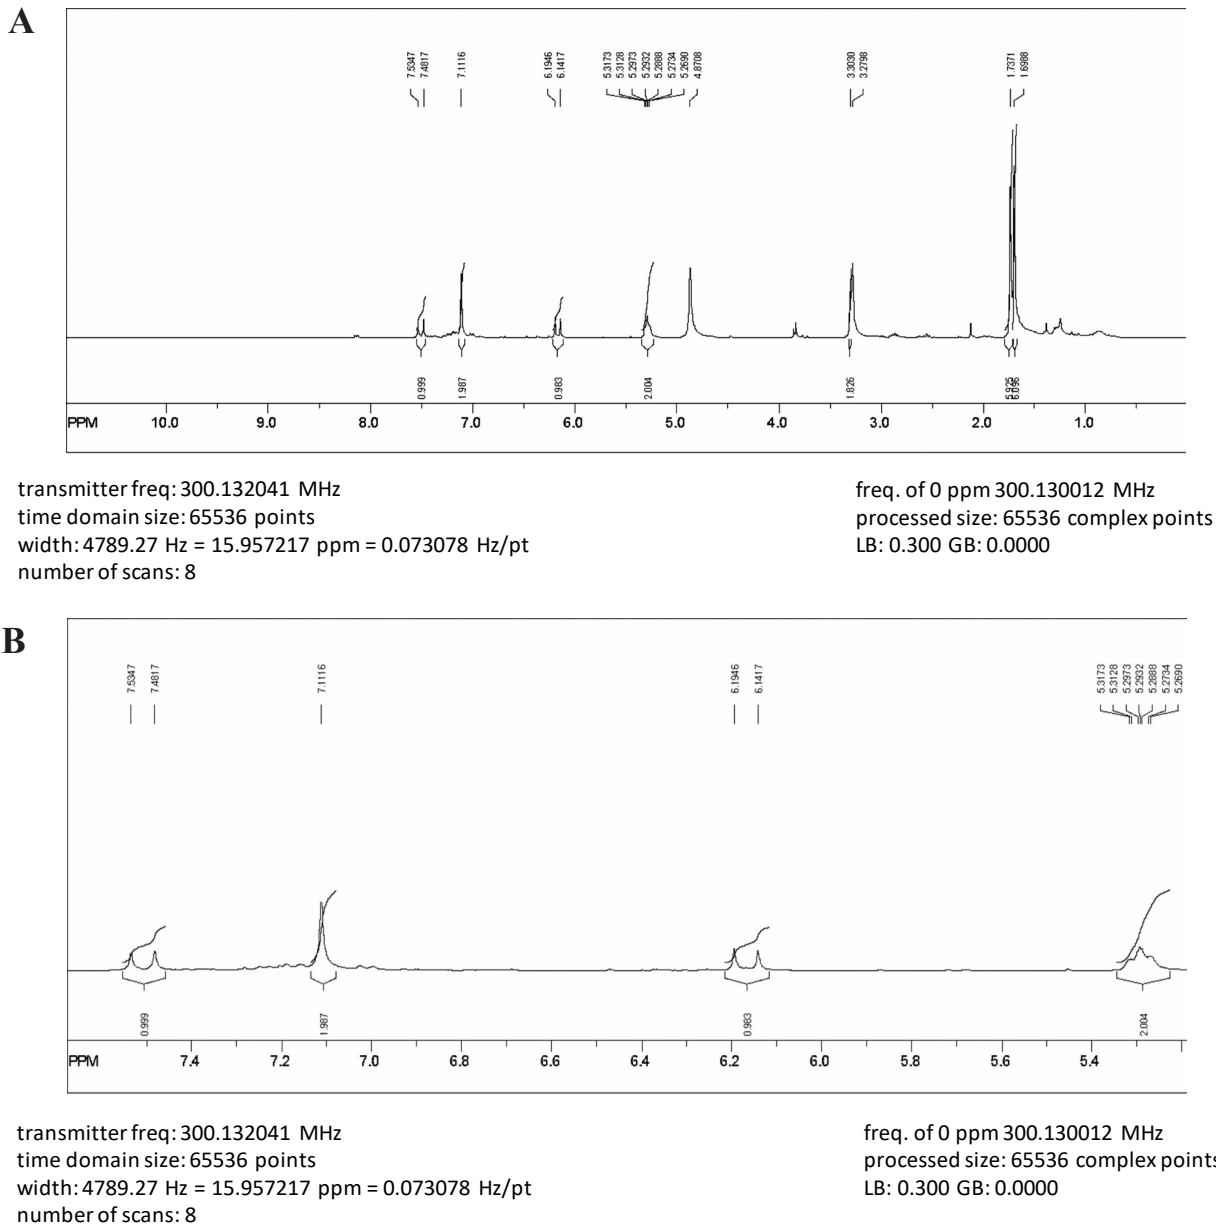 A
7.5347
7.4817
7.1116
6.1946
6.1417
5.3173
5.3128
5.2973
5.2932
5.2888
5.2734
5.2690
4.8708
3.3030
3.2798
1.7371
1.6988
0.999
1.987
0.983
2.004
1.826
5.925
PPM 10.0 9.0 8.0 7.0 6.0 5.0 4.0 3.0 2.0 1.0
transmitter freq: 300.132041 MHz
time domain size: 65536 points
width: 4789.27 Hz = 15.957217 ppm = 0.073078 Hz/pt
number of scans: 8
freq. of 0 ppm 300.130012 MHz
processed size: 65536 complex points
LB: 0.300 GB: 0.0000
B
7.5347
7.4817
7.1116
6.1946
6.1417
5.3173
5.3128
5.2973
5.2932
5.2888
5.2734
5.2690
0.999
1.987
0.983
2.004
PPM 7.4 7.2 7.0 6.8 6.6 6.4 6.2 6.0 5.8 5.6 5.4
transmitter freq: 300.132041 MHz
time domain size: 65536 points
width: 4789.27 Hz = 15.957217 ppm = 0.073078 Hz/pt
number of scans: 8
freq. of 0 ppm 300.130012 MHz
processed size: 65536 complex points
LB: 0.300 GB: 0.0000